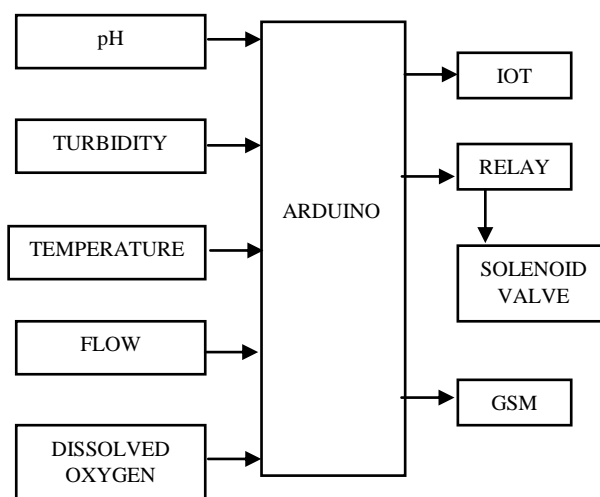 pH
TURBIDITY
TEMPERATURE
FLOW
DISSOLVED
OXYGEN
ARDUINO
IOT
RELAY
SOLENOID
VALVE
GSM